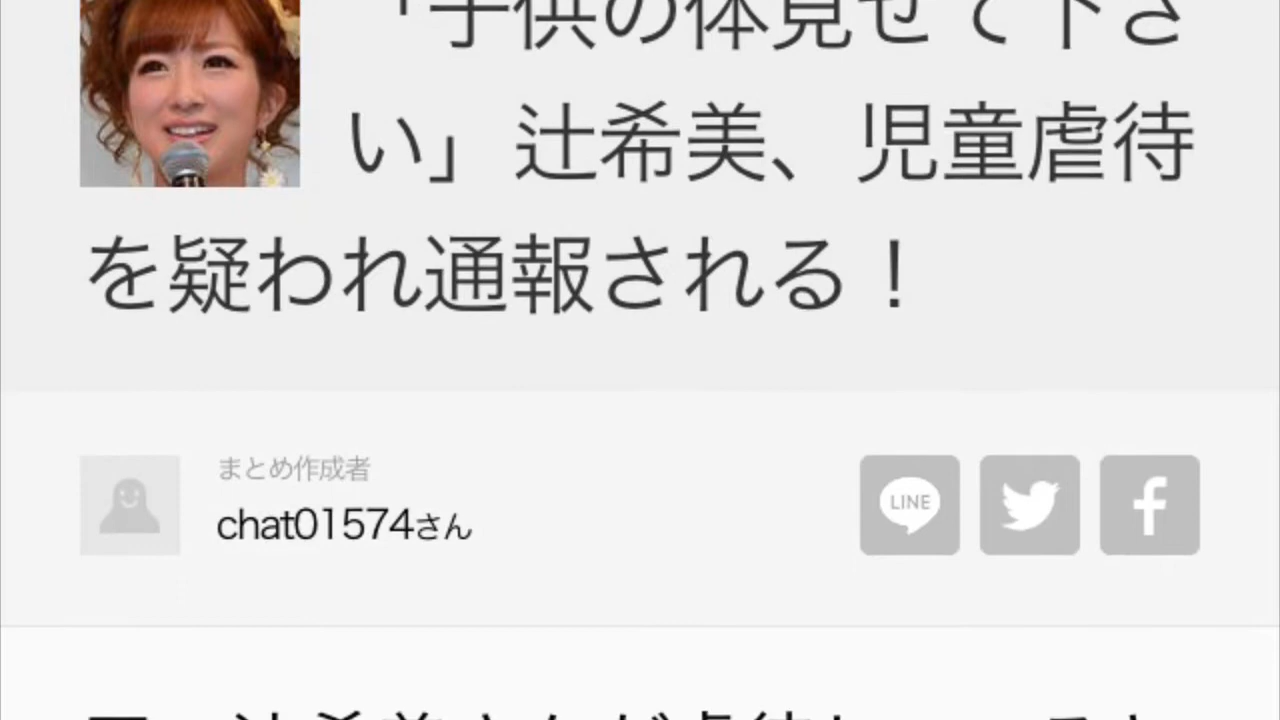 「子供の体見せて下さ
い」辻希美、児童虐待
を疑われ通報される！
まとめ作成者
chat01574さん
LINE